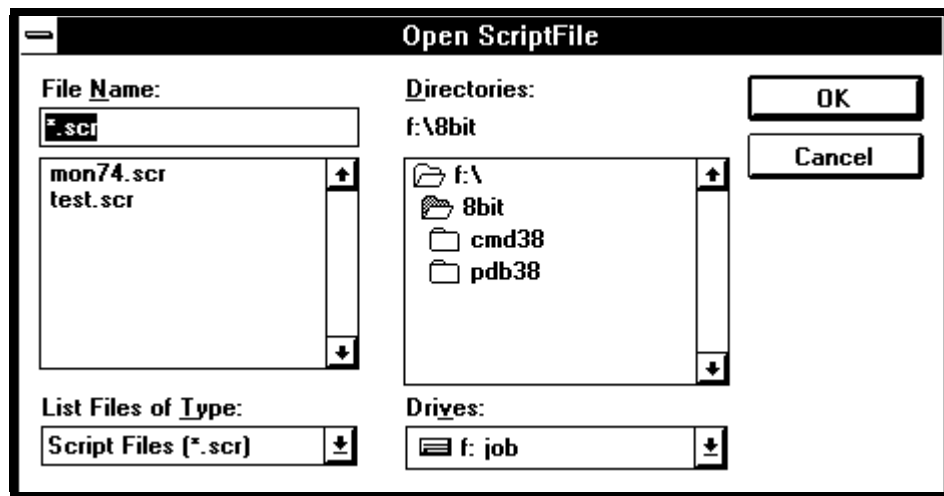 Open ScriptFile
File Name:
*.scr
mon74.scr
test.scr
List Files of Type:
Script Files (*.scr)
Directories:
f:\8bit
f:\
8bit
cmd38
pdb38
Drives:
f: job
OK
Cancel